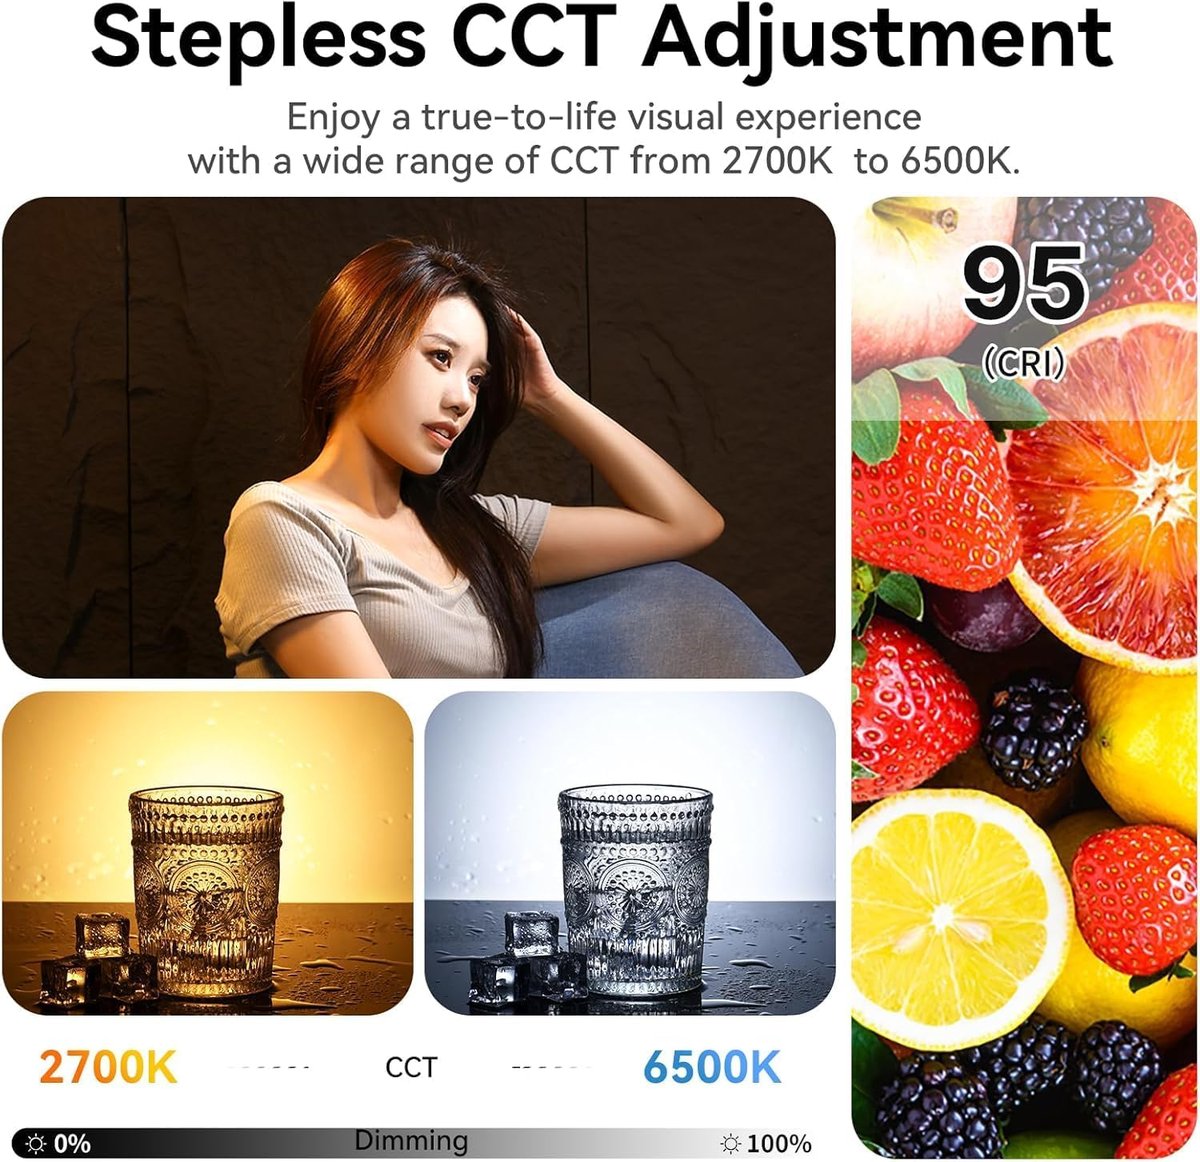 Stepless CCT Adjustment
Enjoy a true-to-life visual experience
with a wide range of CCT from 2700K to 6500K.
95
(CRI)
2700K
CCT
6500K
0%
Dimming
100%